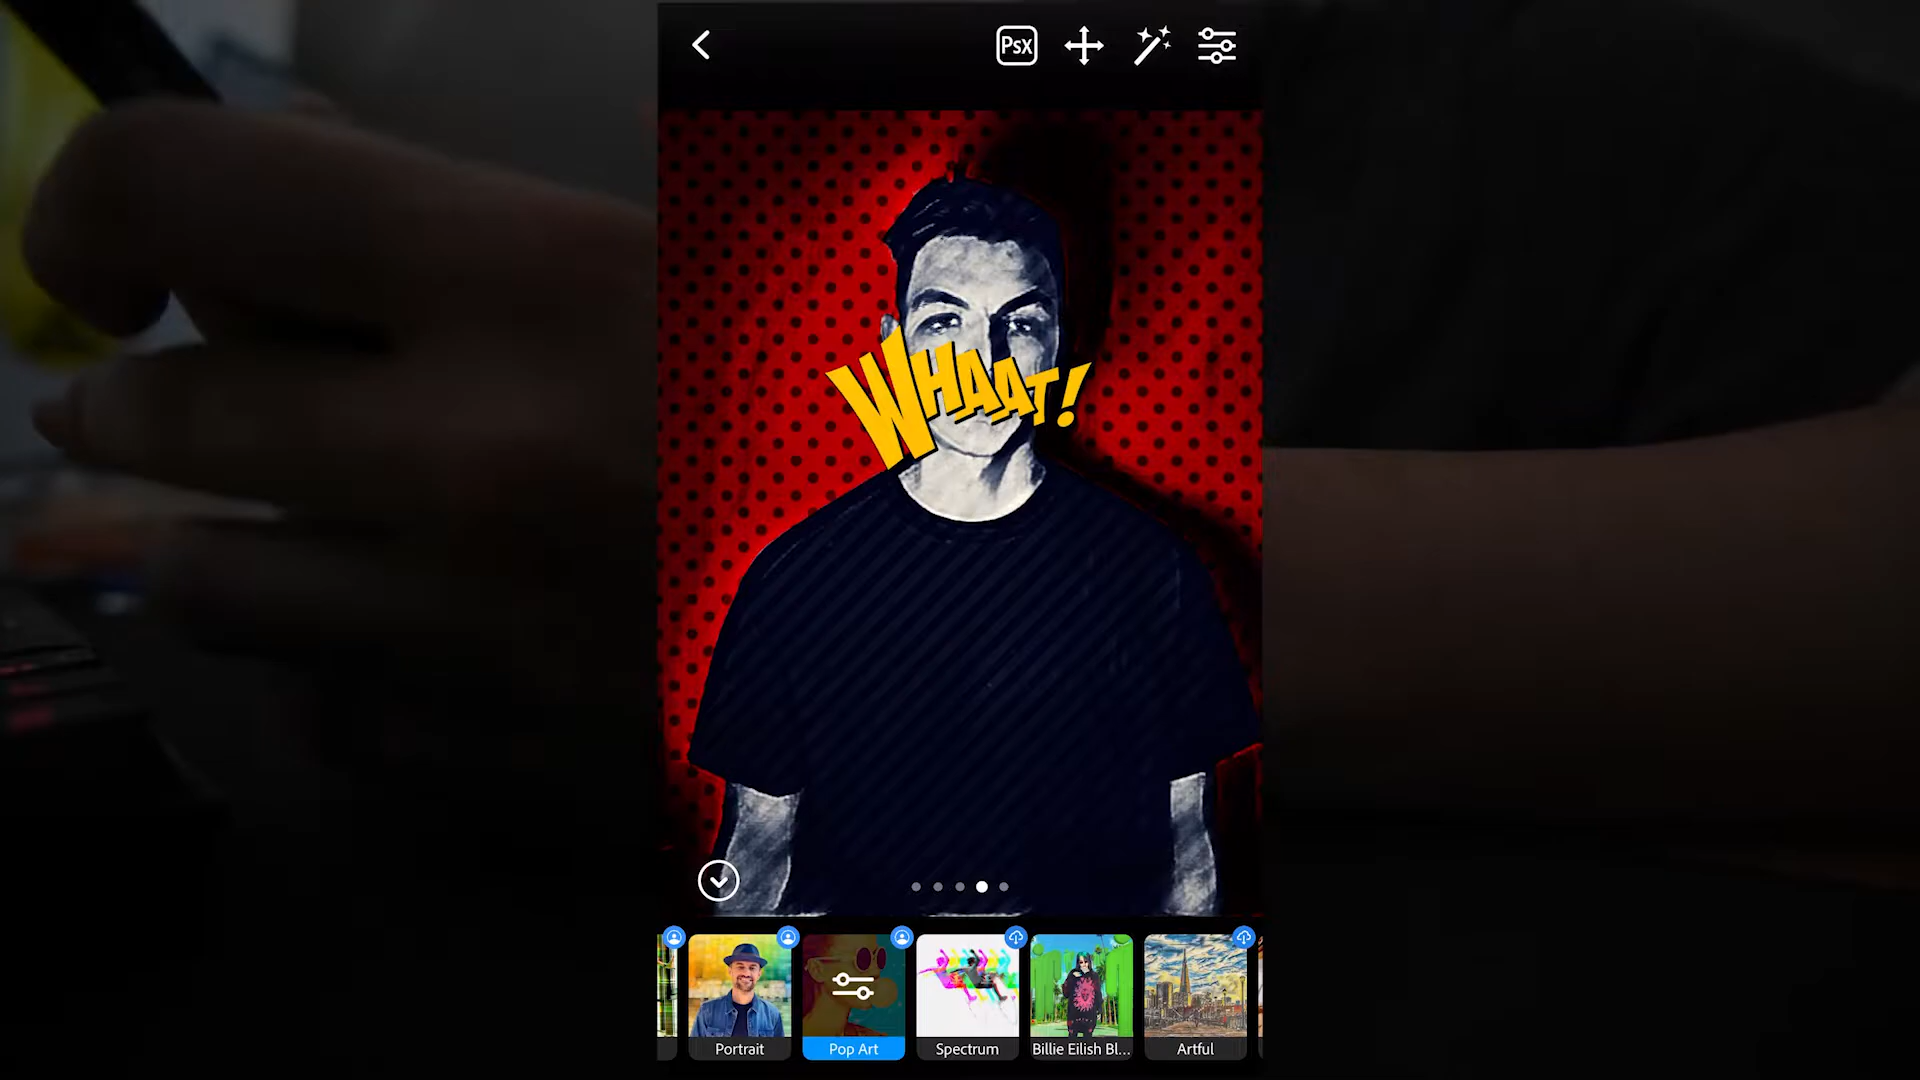 Psx
WHAAT!
Portrait
Pop Art
Spectrum
Billie Eilish Bl...
Artful